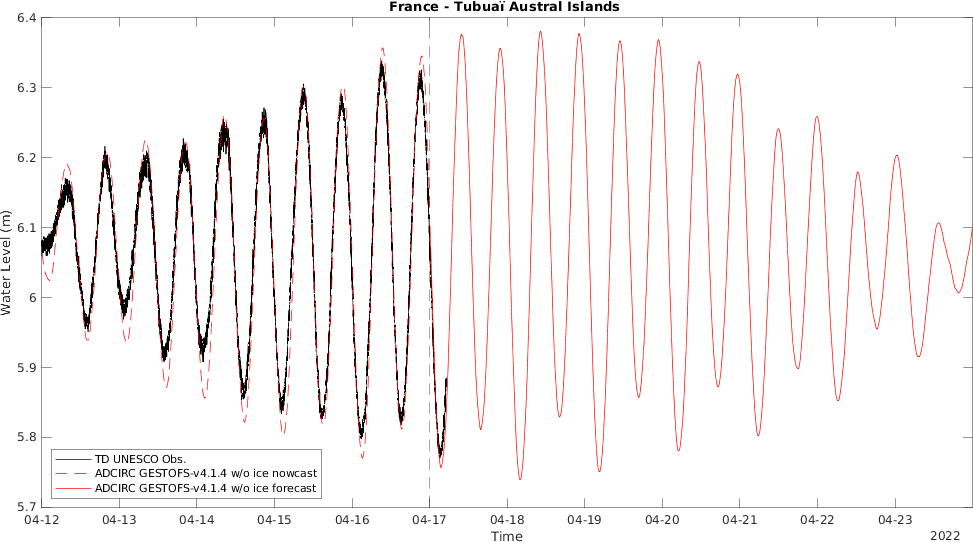 France - Tubuaï Austral Islands
Water Level (m)
6.4
6.3
6.2
6.1
6
5.9
5.8
5.7
TD UNESCO Obs.
ADCIRC GESTOFS-v4.1.4 w/o ice nowcast
ADCIRC GESTOFS-v4.1.4 w/o ice forecast
04-12 04-13 04-14 04-15 04-16 04-17 04-18 04-19 04-20 04-21 04-22 04-23
Time
2022